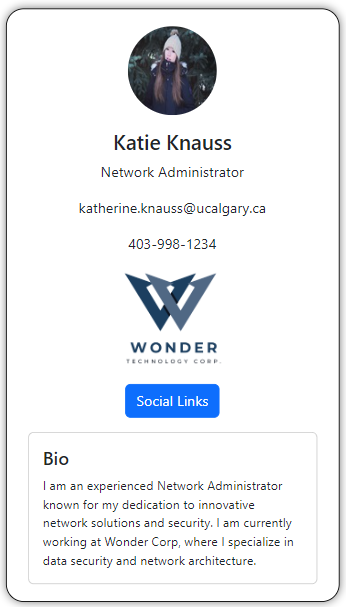 Katie Knauss
Network Administrator
katherine.knauss@ucalgary.ca
403-998-1234
WONDER
TECHNOLOGY CORP.
Social Links
Bio
I am an experienced Network Administrator
known for my dedication to innovative
network solutions and security. I am currently
working at Wonder Corp, where I specialize in
data security and network architecture.